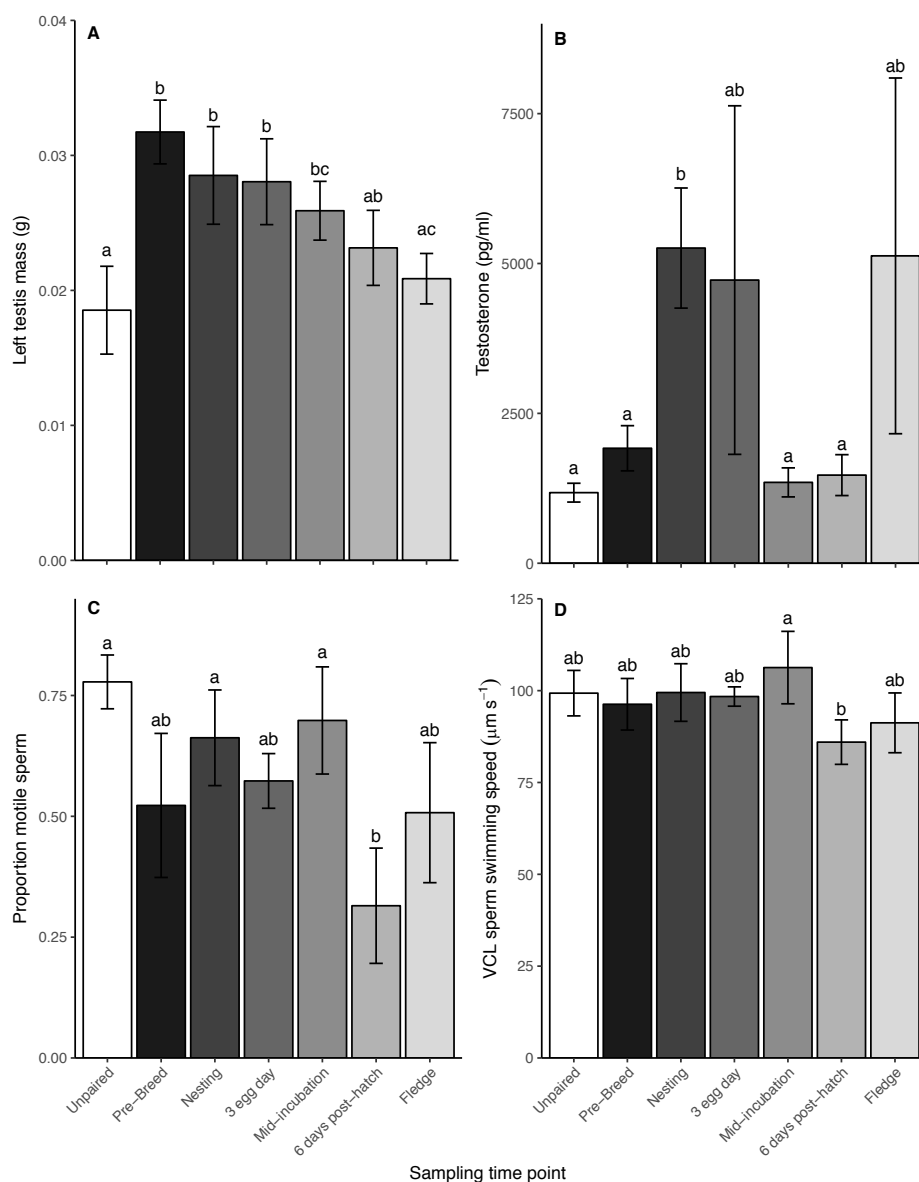 A
Left testis mass (g)
0.04
0.03
0.02
0.01
0.00
a
b
b
b
bc
ab
ac
B
Testosterone (pg/ml)
7500
5000
2500
0
a
a
b
ab
a
a
ab
C
Proportion motile sperm
0.75
0.50
0.25
0.00
a
ab
a
ab
a
b
ab
Unpaired
Pre−Breed
Nesting
3 egg day
Mid−incubation
6 days post−hatch
Fledge
D
VCL sperm swimming speed (μm s⁻¹)
125
100
75
50
25
0
ab
ab
ab
ab
a
b
ab
Unpaired
Pre−Breed
Nesting
3 egg day
Mid−incubation
6 days post−hatch
Fledge
Sampling time point